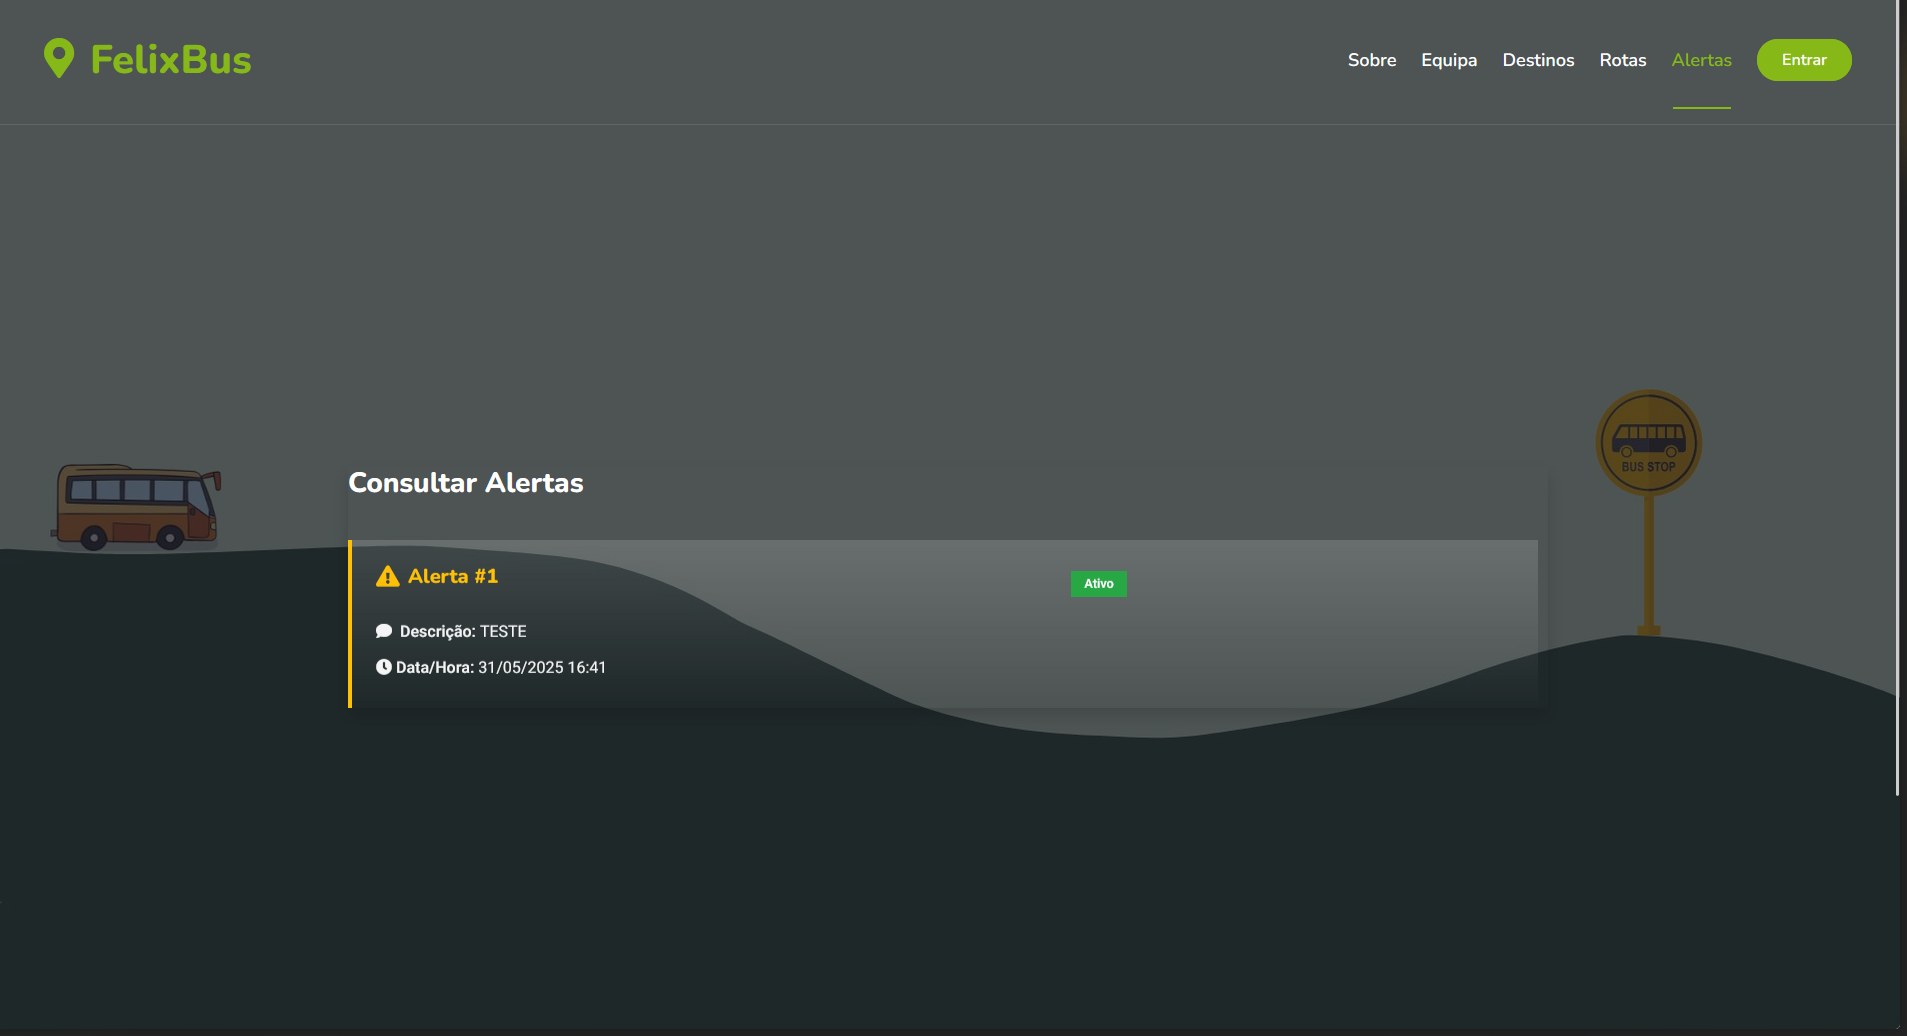 FelixBus
Sobre Equipa Destinos Rotas Alertas Entrar
BUS STOP
Consultar Alertas
Alerta #1 Ativo
Descrição: TESTE
Data/Hora: 31/05/2025 16:41